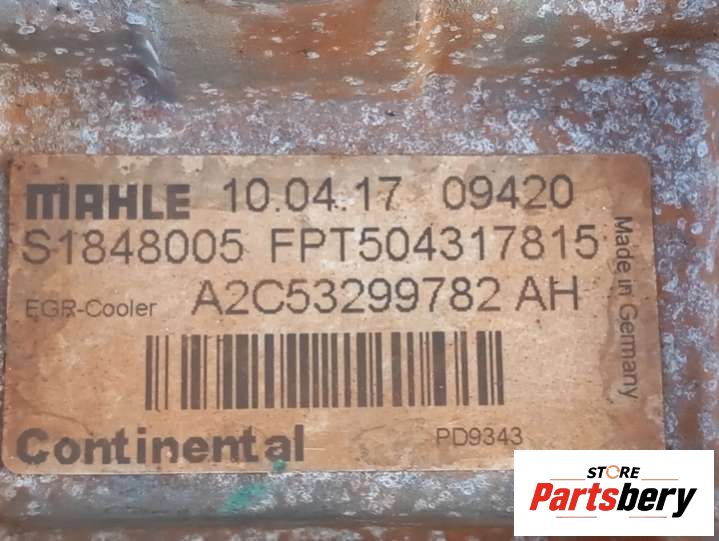 MAHLE 10.04.17 09420
S1848005 FPT504317815
EGR-Cooler A2C53299782 AH
Made in Germany
Continental PD9343
STORE
Partsbery